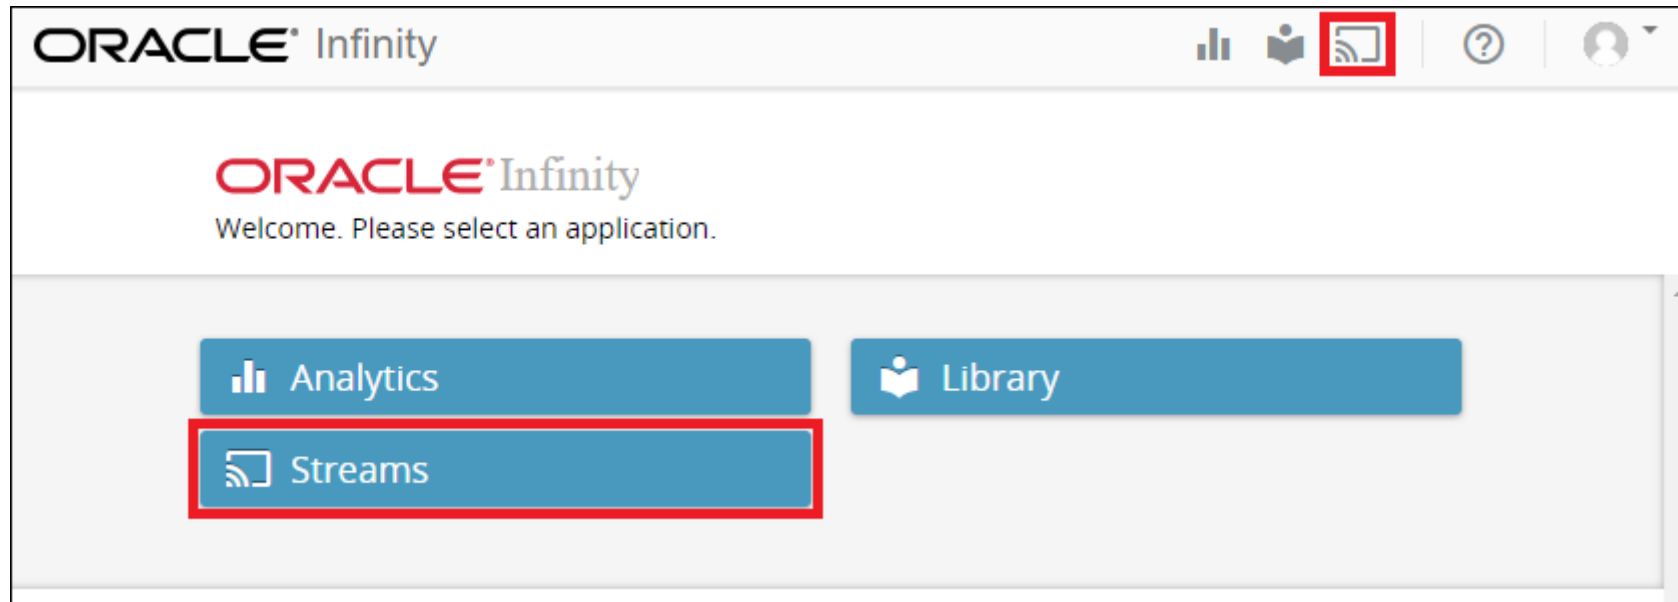 ORACLE® Infinity
ORACLE® Infinity
Welcome. Please select an application.
Analytics
Library
Streams